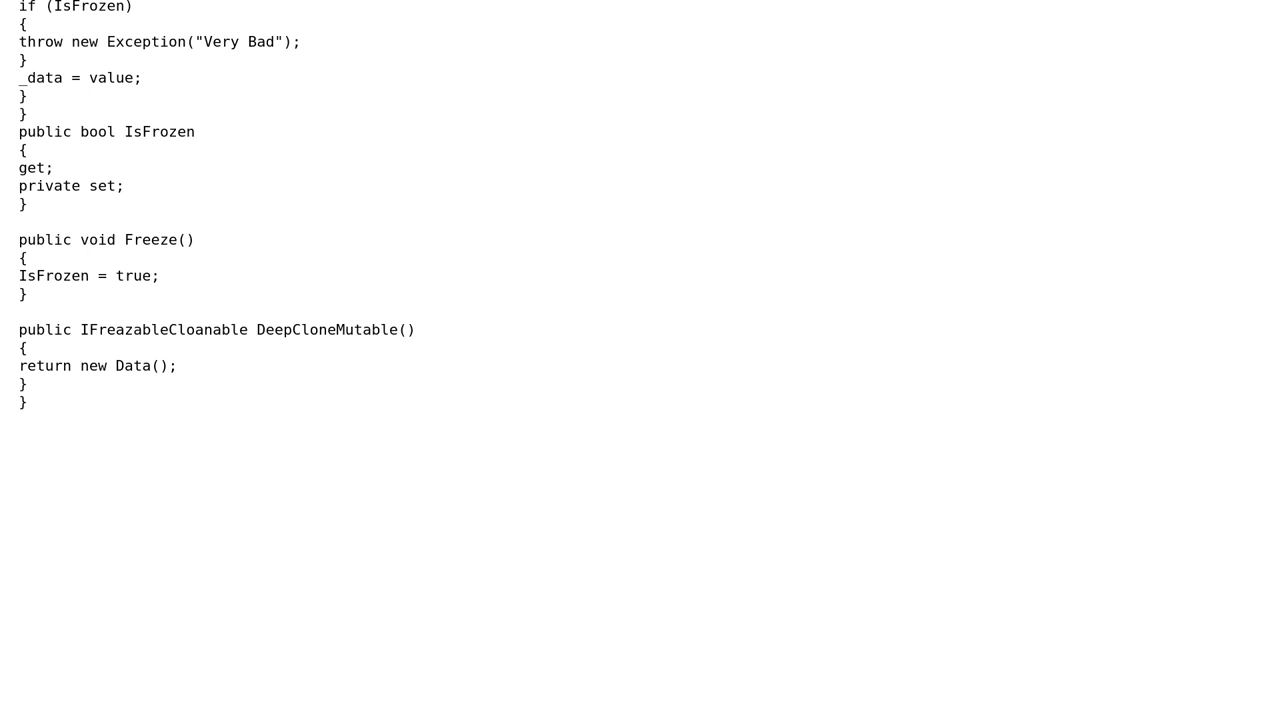 if (IsFrozen)
{
throw new Exception("Very Bad");
}
_data = value;
}
}
public bool IsFrozen
{
get;
private set;
}

public void Freeze()
{
IsFrozen = true;
}

public IFreazableCloanable DeepCloneMutable()
{
return new Data();
}
}